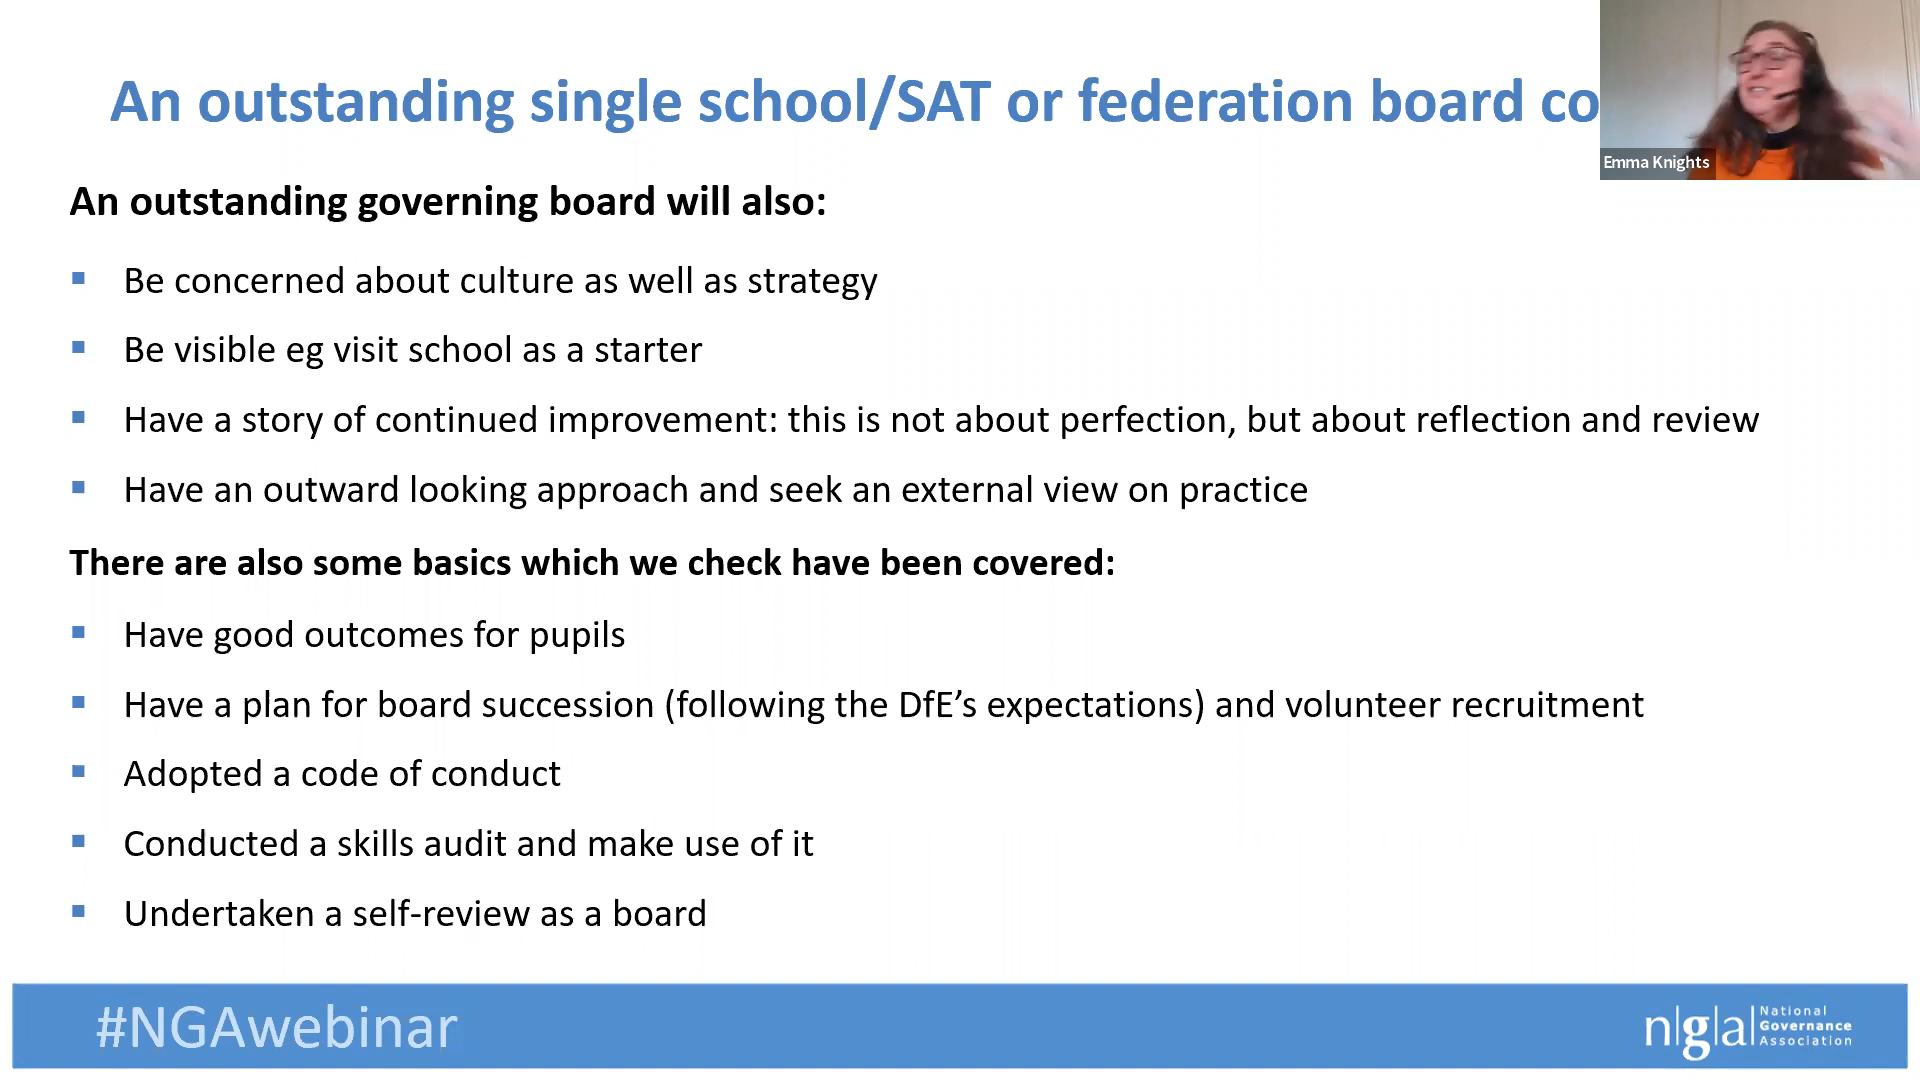 An outstanding single school/SAT or federation board co
Emma Knights
An outstanding governing board will also:
▪ Be concerned about culture as well as strategy
▪ Be visible eg visit school as a starter
▪ Have a story of continued improvement: this is not about perfection, but about reflection and review
▪ Have an outward looking approach and seek an external view on practice
There are also some basics which we check have been covered:
▪ Have good outcomes for pupils
▪ Have a plan for board succession (following the DfE’s expectations) and volunteer recruitment
▪ Adopted a code of conduct
▪ Conducted a skills audit and make use of it
▪ Undertaken a self-review as a board
#NGAwebinar
n|g|a|
National
Governance
Association